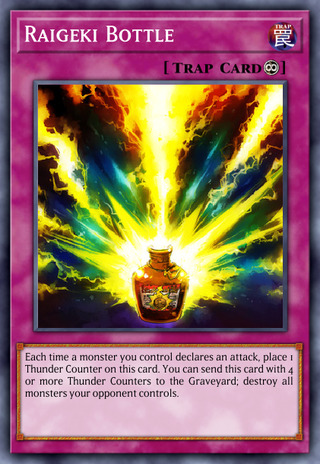 Raigeki Bottle
TRAP
罠
[Trap Card♾]
Each time a monster you control declares an attack, place 1
Thunder Counter on this card. You can send this card with 4
or more Thunder Counters to the Graveyard; destroy all
monsters your opponent controls.